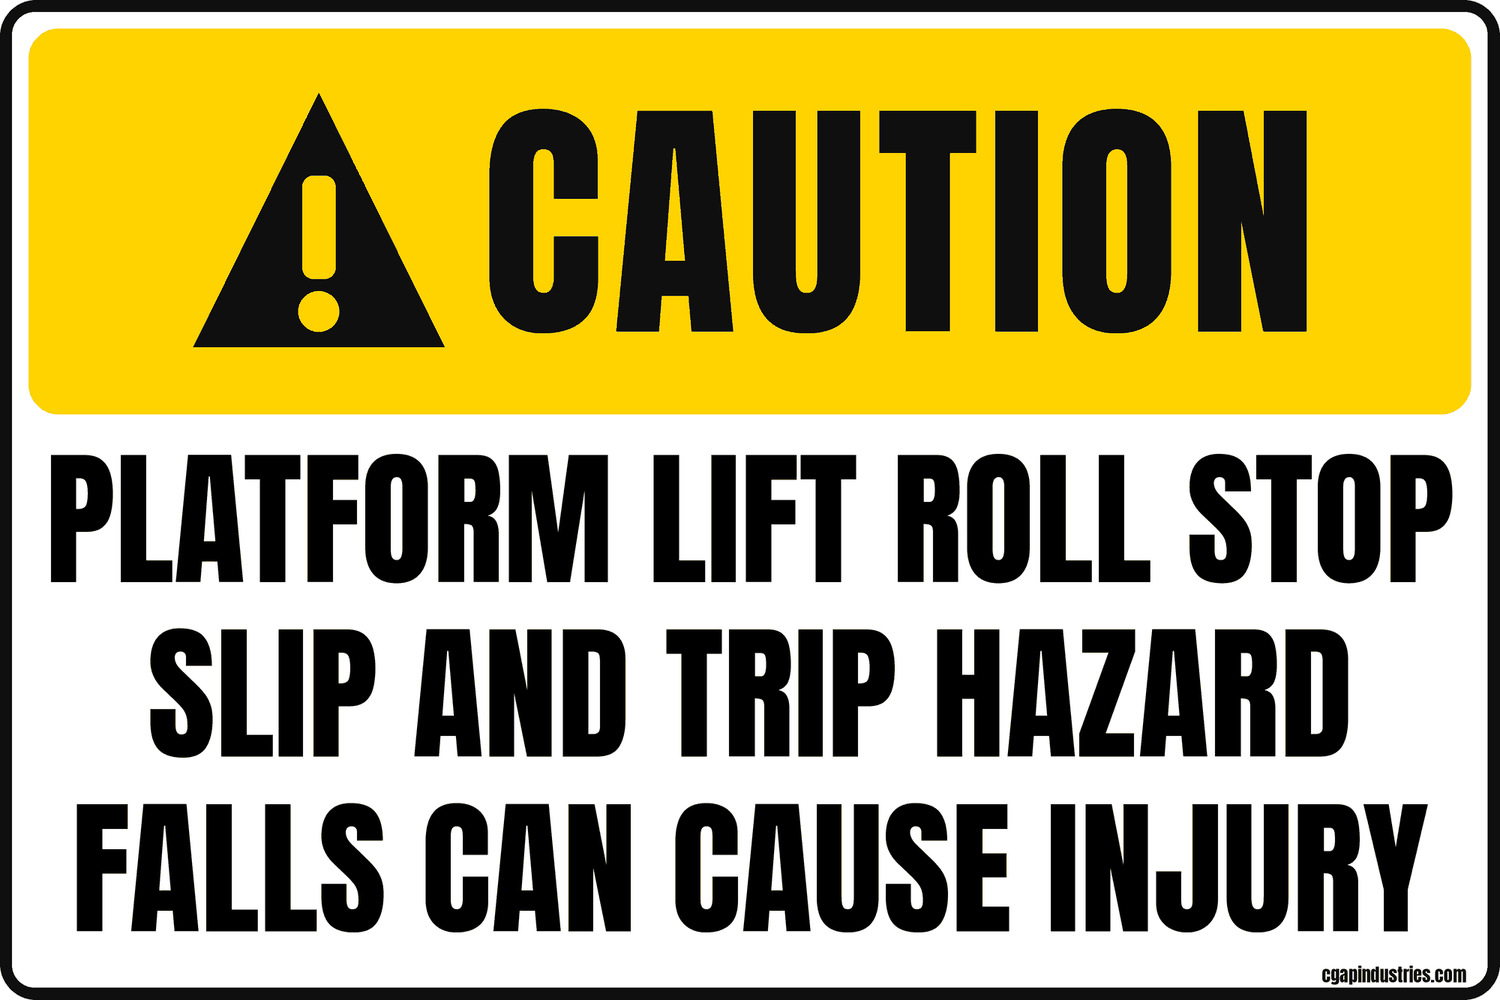 CAUTION
PLATFORM LIFT ROLL STOP
SLIP AND TRIP HAZARD
FALLS CAN CAUSE INJURY
cgapindustries.com